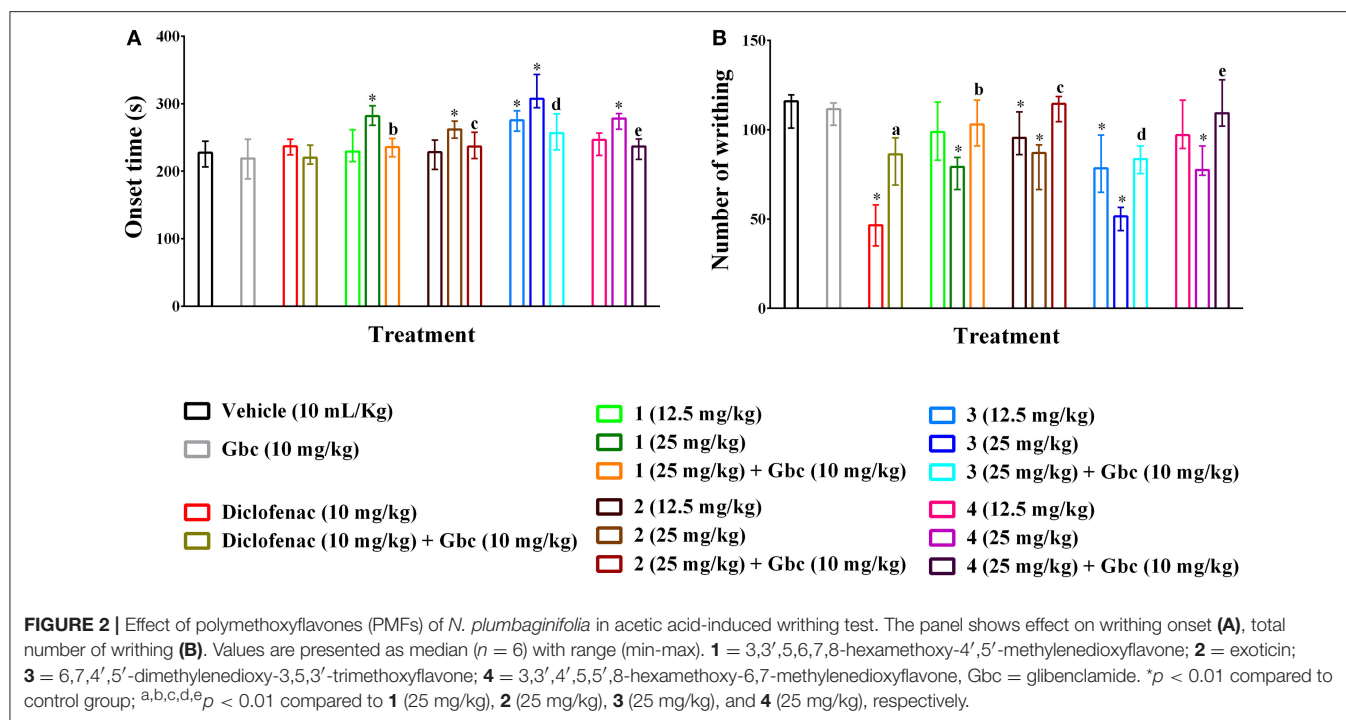 A
400
300
200
100
0
Onset time (s)
*
b
*
c
*
*
d
*
e
Treatment
B
150
100
50
0
Number of writhing
*
a
*
b
*
*
c
*
*
d
*
e
Treatment
Vehicle (10 mL/Kg)
Gbc (10 mg/kg)
Diclofenac (10 mg/kg)
Diclofenac (10 mg/kg) + Gbc (10 mg/kg)
1 (12.5 mg/kg)
1 (25 mg/kg)
1 (25 mg/kg) + Gbc (10 mg/kg)
2 (12.5 mg/kg)
2 (25 mg/kg)
2 (25 mg/kg) + Gbc (10 mg/kg)
3 (12.5 mg/kg)
3 (25 mg/kg)
3 (25 mg/kg) + Gbc (10 mg/kg)
4 (12.5 mg/kg)
4 (25 mg/kg)
4 (25 mg/kg) + Gbc (10 mg/kg)
FIGURE 2 | Effect of polymethoxyflavones (PMFs) of N. plumbaginifolia in acetic acid-induced writhing test. The panel shows effect on writhing onset (A), total
number of writhing (B). Values are presented as median (n = 6) with range (min-max). 1 = 3,3′,5,6,7,8-hexamethoxy-4′,5′-methylenedioxyflavone; 2 = exoticin;
3 = 6,7,4′,5′-dimethylenedioxy-3,5,3′-trimethoxyflavone; 4 = 3,3′,4′,5,5′,8-hexamethoxy-6,7-methylenedioxyflavone, Gbc = glibenclamide. *p < 0.01 compared to
control group; a,b,c,d,ep < 0.01 compared to 1 (25 mg/kg), 2 (25 mg/kg), 3 (25 mg/kg), and 4 (25 mg/kg), respectively.